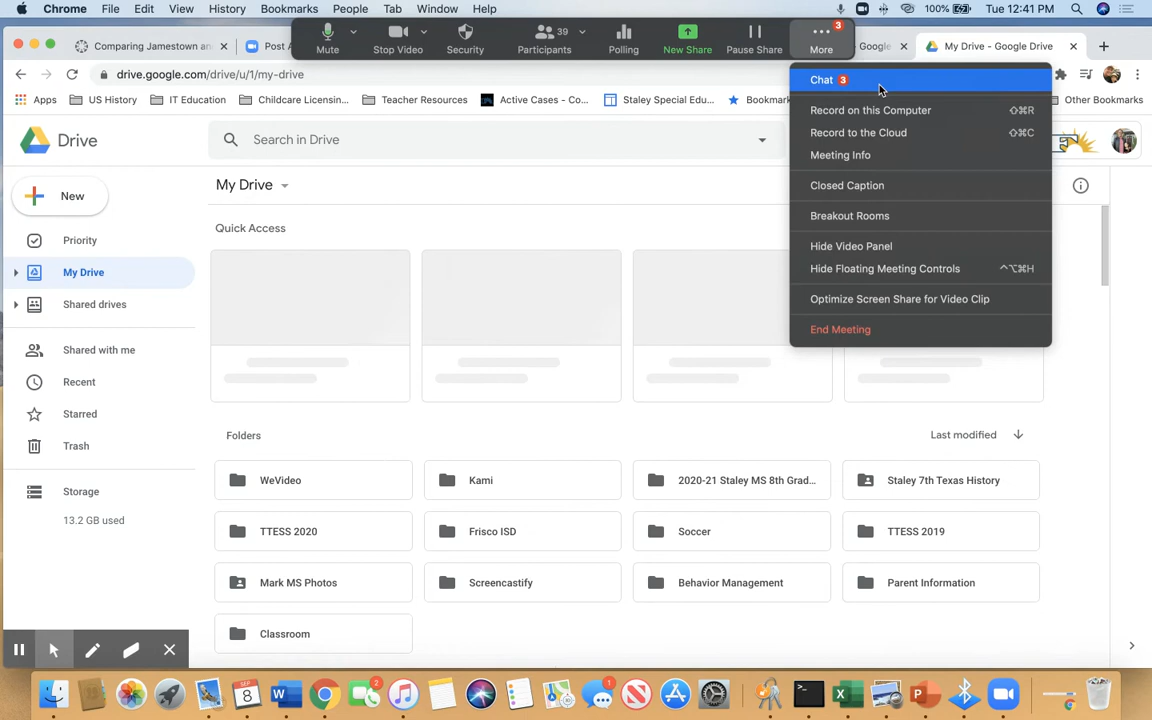 Chrome File Edit View History Bookmarks People Tab Window Help 100% Tue 12:41 PM
Mute Stop Video Security Participants 39 Polling New Share Pause Share More 3
Comparing Jamestown an Post A Google My Drive - Google Drive
drive.google.com/drive/u/1/my-drive
Apps US History IT Education Childcare Licensin... Teacher Resources Active Cases - Co... Staley Special Edu... Bookmark Other Bookmarks
Chat 3
Record on this Computer ⇧⌘R
Record to the Cloud ⇧⌘C
Meeting Info
Closed Caption
Breakout Rooms
Hide Video Panel
Hide Floating Meeting Controls ^⌥⌘H
Optimize Screen Share for Video Clip
End Meeting
Drive
Search in Drive
F
New
My Drive
Priority
My Drive
Shared drives
Shared with me
Recent
Starred
Trash
Storage
13.2 GB used
Quick Access
Folders Last modified
WeVideo Kami 2020-21 Staley MS 8th Grad... Staley 7th Texas History
TTESS 2020 Frisco ISD Soccer TTESS 2019
Mark MS Photos Screencastify Behavior Management Parent Information
Classroom
SEP
8
2
1